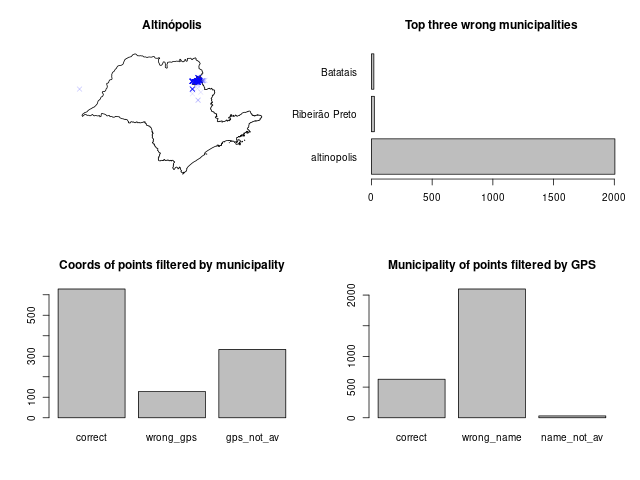 Altinópolis
Top three wrong municipalities
Batatais
Ribeirão Preto
altinopolis
0 500 1000 1500 2000
Coords of points filtered by municipality
0 100 300 500
correct wrong_gps gps_not_av
Municipality of points filtered by GPS
0 500 1000 2000
correct wrong_name name_not_av